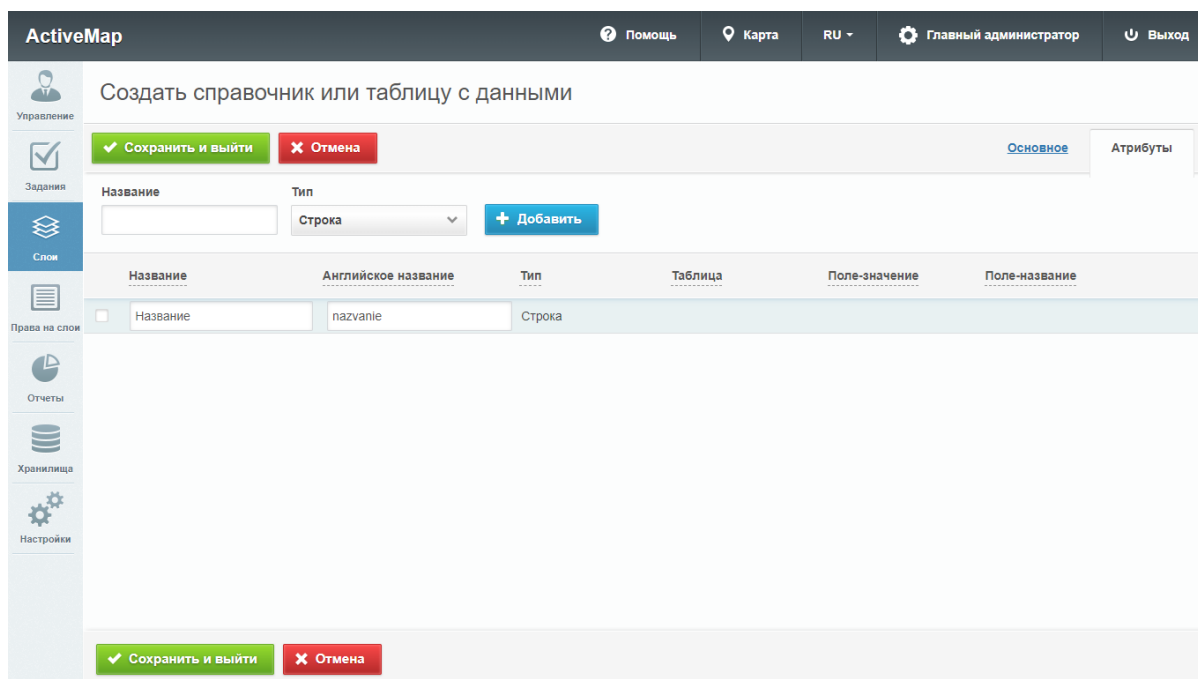 ActiveMap
Помощь
Карта
RU
Главный администратор
Выход
Управление
Задания
Слои
Права на слои
Отчеты
Хранилища
Настройки
Создать справочник или таблицу с данными
Сохранить и выйти
Отмена
Основное
Атрибуты
Название
Тип
Строка
Добавить
Название
Английское название
Тип
Таблица
Поле-значение
Поле-название
Название
nazvanie
Строка
Сохранить и выйти
Отмена